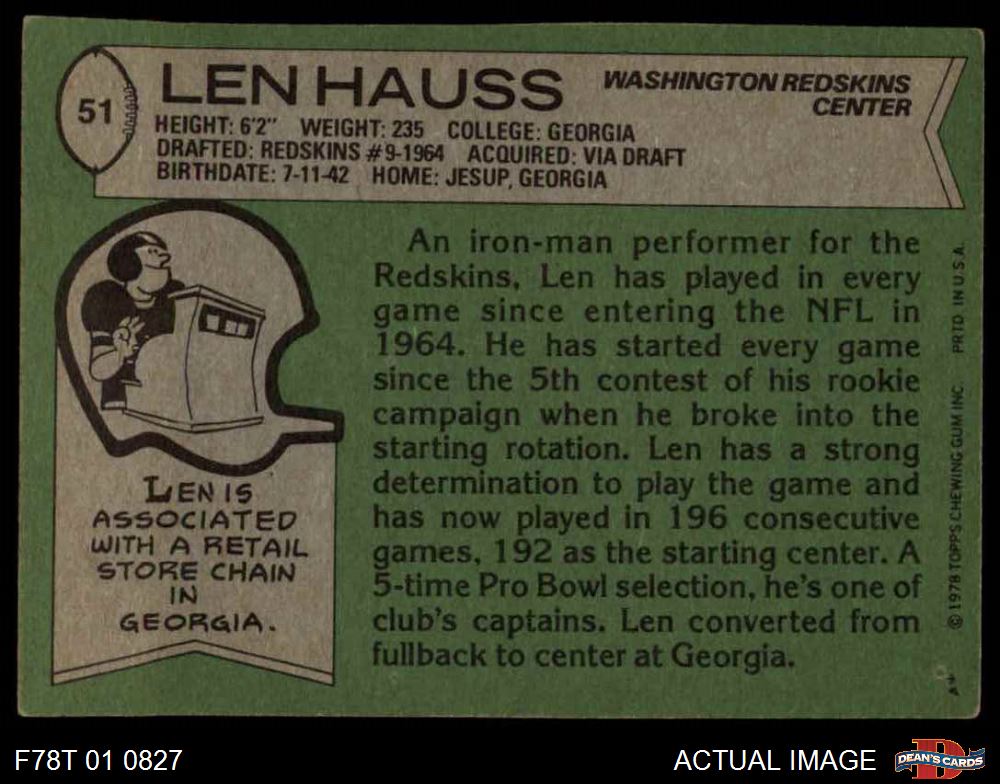 51
LEN HAUSS
WASHINGTON REDSKINS
CENTER
HEIGHT: 6'2" WEIGHT: 235 COLLEGE: GEORGIA
DRAFTED: REDSKINS #9-1964 ACQUIRED: VIA DRAFT
BIRTHDATE: 7-11-42 HOME: JESUP, GEORGIA
An iron-man performer for the
Redskins, Len has played in every
game since entering the NFL in
1964. He has started every game
since the 5th contest of his rookie
campaign when he broke into the
starting rotation. Len has a strong
determination to play the game and
has now played in 196 consecutive
games, 192 as the starting center. A
5-time Pro Bowl selection, he's one of
club's captains. Len converted from
fullback to center at Georgia.
LEN IS
ASSOCIATED
WITH A RETAIL
STORE CHAIN
IN
GEORGIA.
© 1978 TOPPS CHEWING GUM INC. PRTD IN U.S.A.
F78T 01 0827
ACTUAL IMAGE
D
DEAN'S CARDS